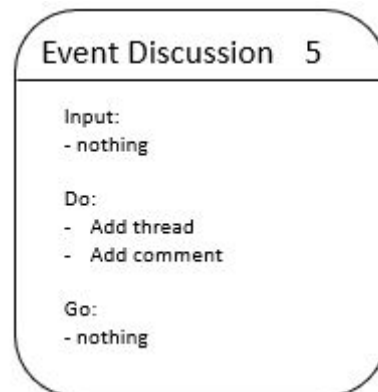 Event Discussion 5
Input:
- nothing
Do:
- Add thread
- Add comment
Go:
- nothing